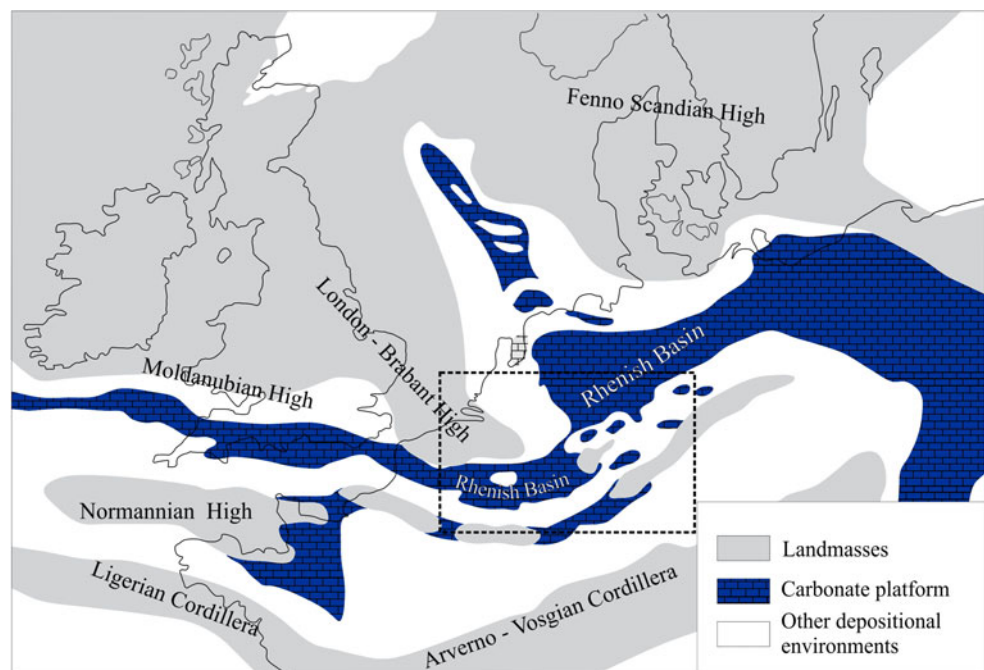 Fenno Scandian High
London - Brabant High
Moldanubian High
Rhenish Basin
Rhenish Basin
Normannian High
Ligerian Cordillera
Arverno - Vosgian Cordillera
Landmasses
Carbonate platform
Other depositional
environments